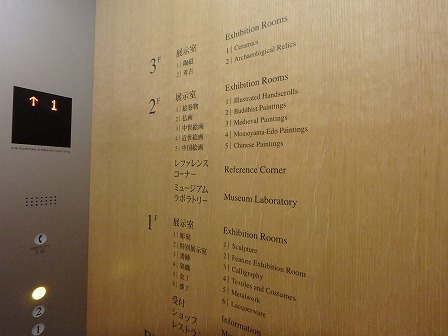 ↑ 1
3F
展示室
1| 陶磁
2| 考古
Exhibition Rooms
1| Ceramics
2| Archaeological Relics
2F
展示室
1| 絵巻物
2| 仏画
3| 中世絵画
4| 近世絵画
5| 中国絵画
Exhibition Rooms
1| Illustrated Handscrolls
2| Buddhist Paintings
3| Medieval Paintings
4| Momoyama-Edo Paintings
5| Chinese Paintings
レファレンス
コーナー
Reference Corner
ミュージアム
ラボラトリー
Museum Laboratory
1F
展示室
1| 彫刻
2| 特別展示室
3| 書跡
4| 染織
5| 金工
6| 漆工
Exhibition Rooms
1| Sculpture
2| Feature Exhibition Room
3| Calligraphy
4| Textiles and Costumes
5| Metalwork
6| Lacquerware
受付
ショップ
レストラン
Information
2
1